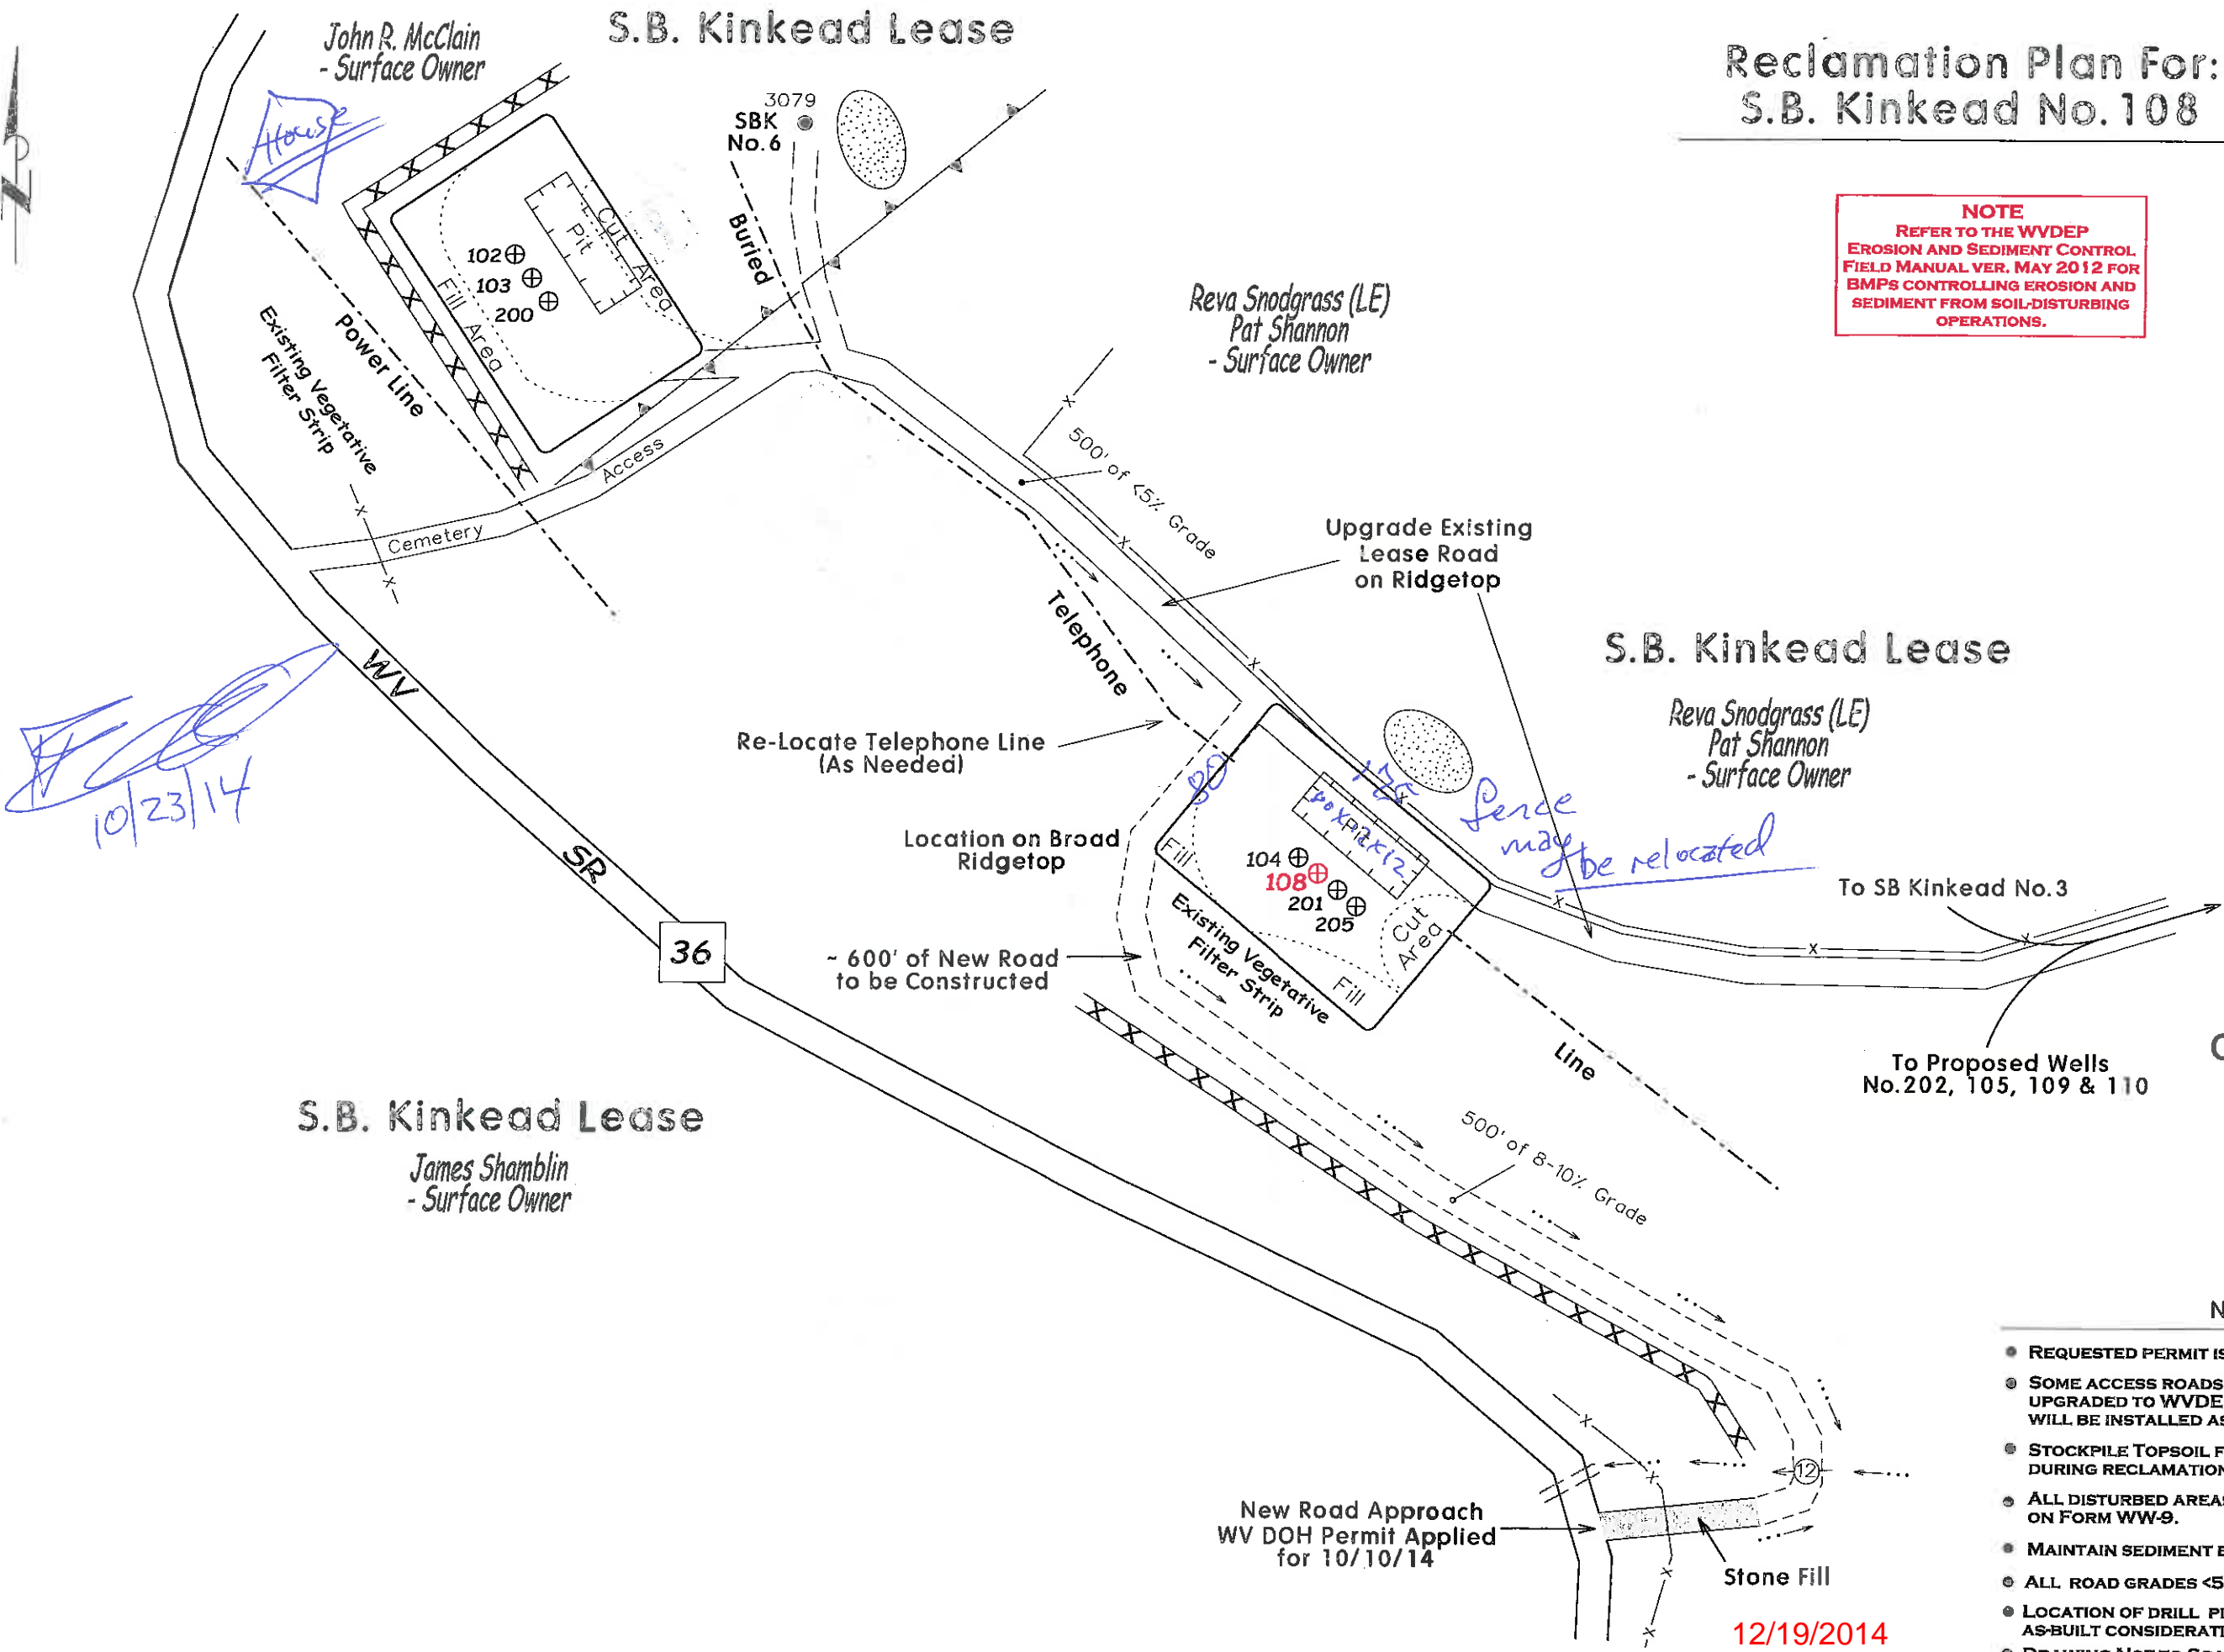 S.B. Kinkead Lease
John R. McClain
- Surface Owner
House
Reclamation Plan For:
S.B. Kinkead No. 108
NOTE
REFER TO THE WVDEP
EROSION AND SEDIMENT CONTROL
FIELD MANUAL VER. MAY 2012 FOR
BMPS CONTROLLING EROSION AND
SEDIMENT FROM SOIL-DISTURBING
OPERATIONS.
N
3079
SBK
No.6
Buried
Pit
Cut Area
Fill Area
102
103
200
Power Line
Existing Vegetative
Filter Strip
Cemetery Access
Reva Snodgrass (LE)
Pat Shannon
- Surface Owner
500' of <5% Grade
Upgrade Existing
Lease Road
on Ridgetop
Telephone
S.B. Kinkead Lease
Reva Snodgrass (LE)
Pat Shannon
- Surface Owner
10/23/14
WV
SR
36
Re-Locate Telephone Line
(As Needed)
80
175
fence
may
be relocated
Location on Broad
Ridgetop
Pit
104
108
201
205
Fill
Cut
Area
Fill
Existing Vegetative
Filter Strip
~ 600' of New Road
to be Constructed
To SB Kinkead No.3
Line
To Proposed Wells
No.202, 105, 109 & 110
S.B. Kinkead Lease
James Shamblin
- Surface Owner
500' of 8-10% Grade
12
New Road Approach
WV DOH Permit Applied
for 10/10/14
Stone Fill
12/19/2014
N
REQUESTED PERMIT IS
SOME ACCESS ROADS
UPGRADED TO WVDE
WILL BE INSTALLED AS
STOCKPILE TOPSOIL F
DURING RECLAMATION
ALL DISTURBED AREAS
ON FORM WW-9.
MAINTAIN SEDIMENT B
ALL ROAD GRADES <5
LOCATION OF DRILL PI
AS-BUILT CONSIDERATI